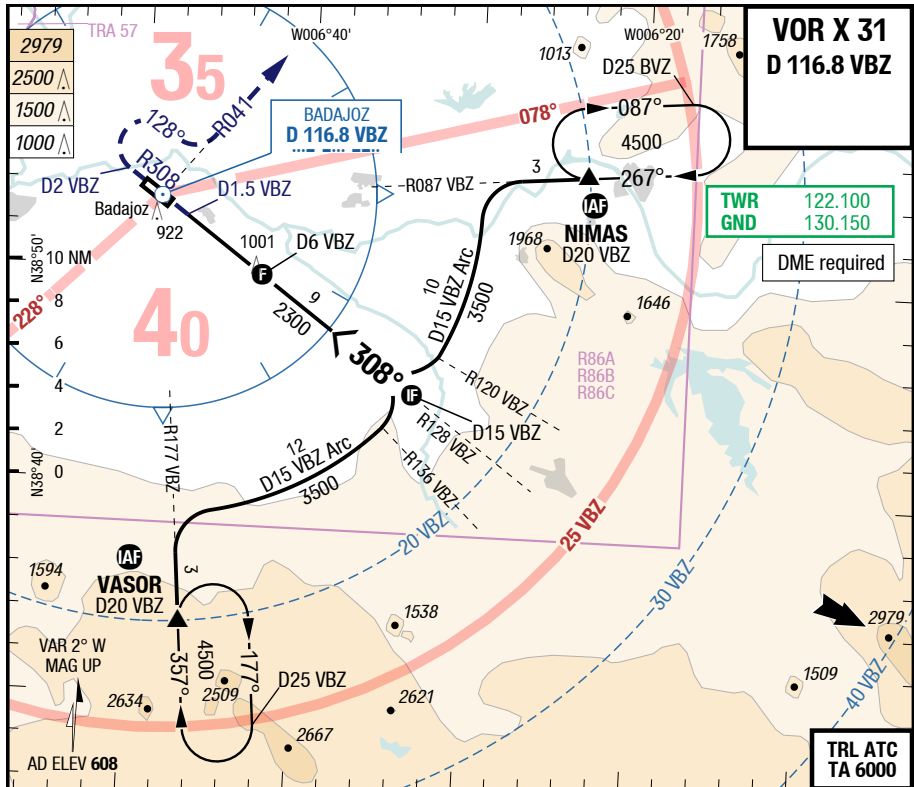 TRA 57
W006°40'
W006°20'
1013
1758
VOR X 31
D 116.8 VBZ
2979
2500
1500
1000
35
128°
R041
R308
BADAJOZ
D 116.8 VBZ
D25 BVZ
078°
087°
4500
267°
D2 VBZ
D1.5 VBZ
R087 VBZ
3
Badajoz
922
IAF
NIMAS
D20 VBZ
TWR 122.100
GND 130.150
DME required
N38°50'
10 NM
8
6
4
2
0
N38°40'
228°
40
1001
D6 VBZ
F
9
2300
308°
10
D15 VBZ Arc
3500
1968
1646
R86A
R86B
R86C
IF
D15 VBZ
R120 VBZ
R128 VBZ
R136 VBZ
R177 VBZ
12
D15 VBZ Arc
3500
20 VBZ
25 VBZ
30 VBZ
40 VBZ
IAF
VASOR
D20 VBZ
3
1594
1538
2979
VAR 2° W
MAG UP
357°
4500
177°
D25 VBZ
2634
2509
2621
2667
1509
AD ELEV 608
TRL ATC
TA 6000